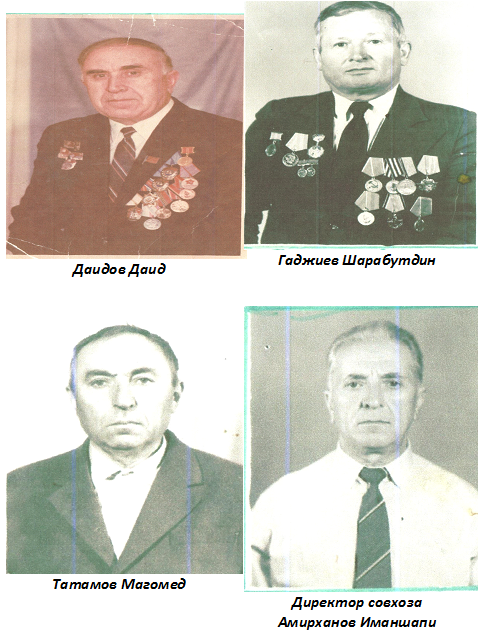 Даидов Даид
Гаджиев Шарабутдин
Татамов Магомед
Директор совхоза
Амирханов Иманшапи